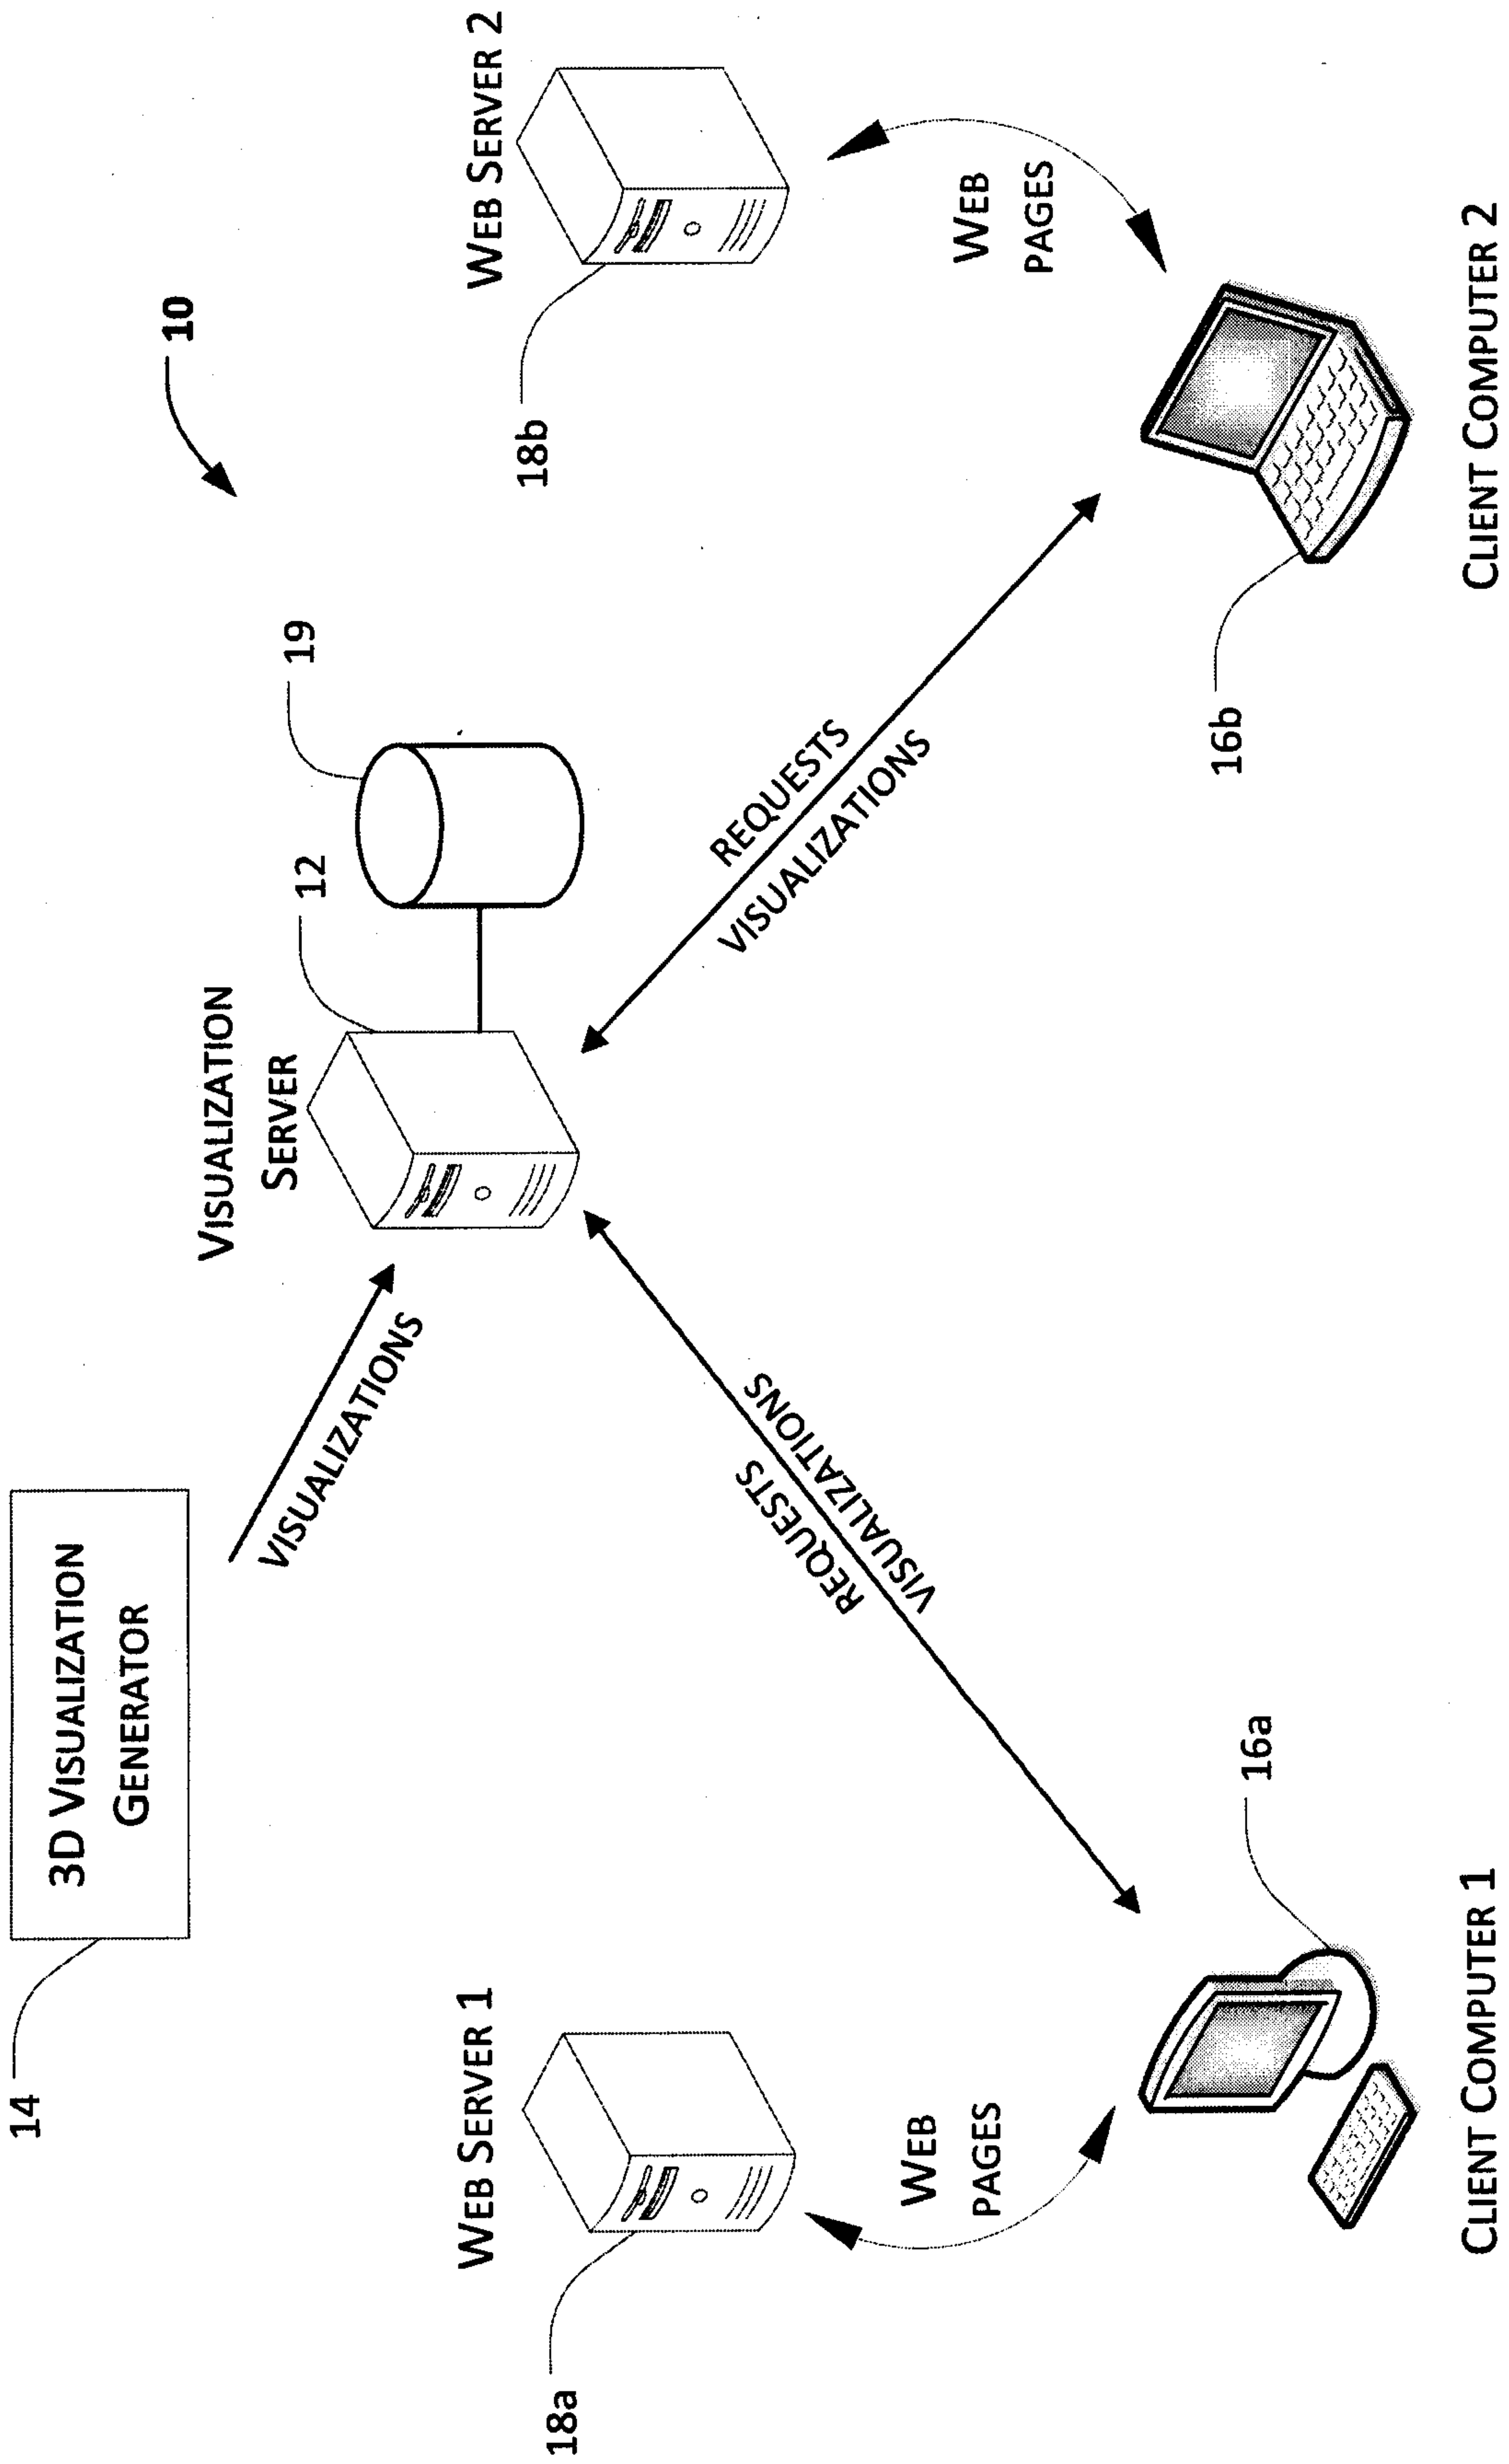 14
3D VISUALIZATION
GENERATOR
10
VISUALIZATIONS
VISUALIZATION
SERVER
12
19
WEB SERVER 1
18a
WEB SERVER 2
18b
REQUESTS
VISUALIZATIONS
REQUESTS
VISUALIZATIONS
WEB
PAGES
WEB
PAGES
16a
16b
CLIENT COMPUTER 1
CLIENT COMPUTER 2